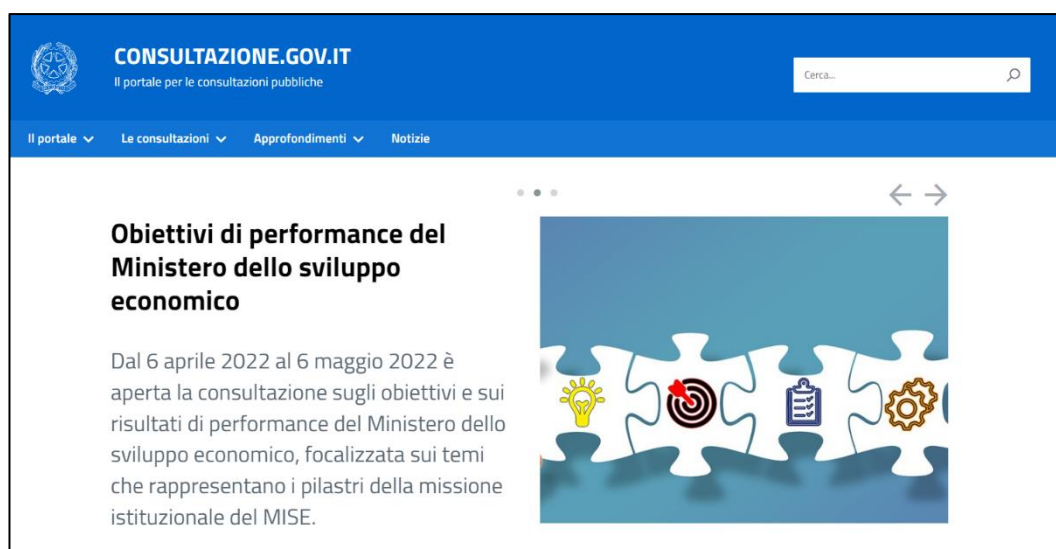 CONSULTAZIONE.GOV.IT
Il portale per le consultazioni pubbliche
Cerca...
Il portale
Le consultazioni
Approfondimenti
Notizie
Obiettivi di performance del
Ministero dello sviluppo
economico
Dal 6 aprile 2022 al 6 maggio 2022 è
aperta la consultazione sugli obiettivi e sui
risultati di performance del Ministero dello
sviluppo economico, focalizzata sui temi
che rappresentano i pilastri della missione
istituzionale del MISE.